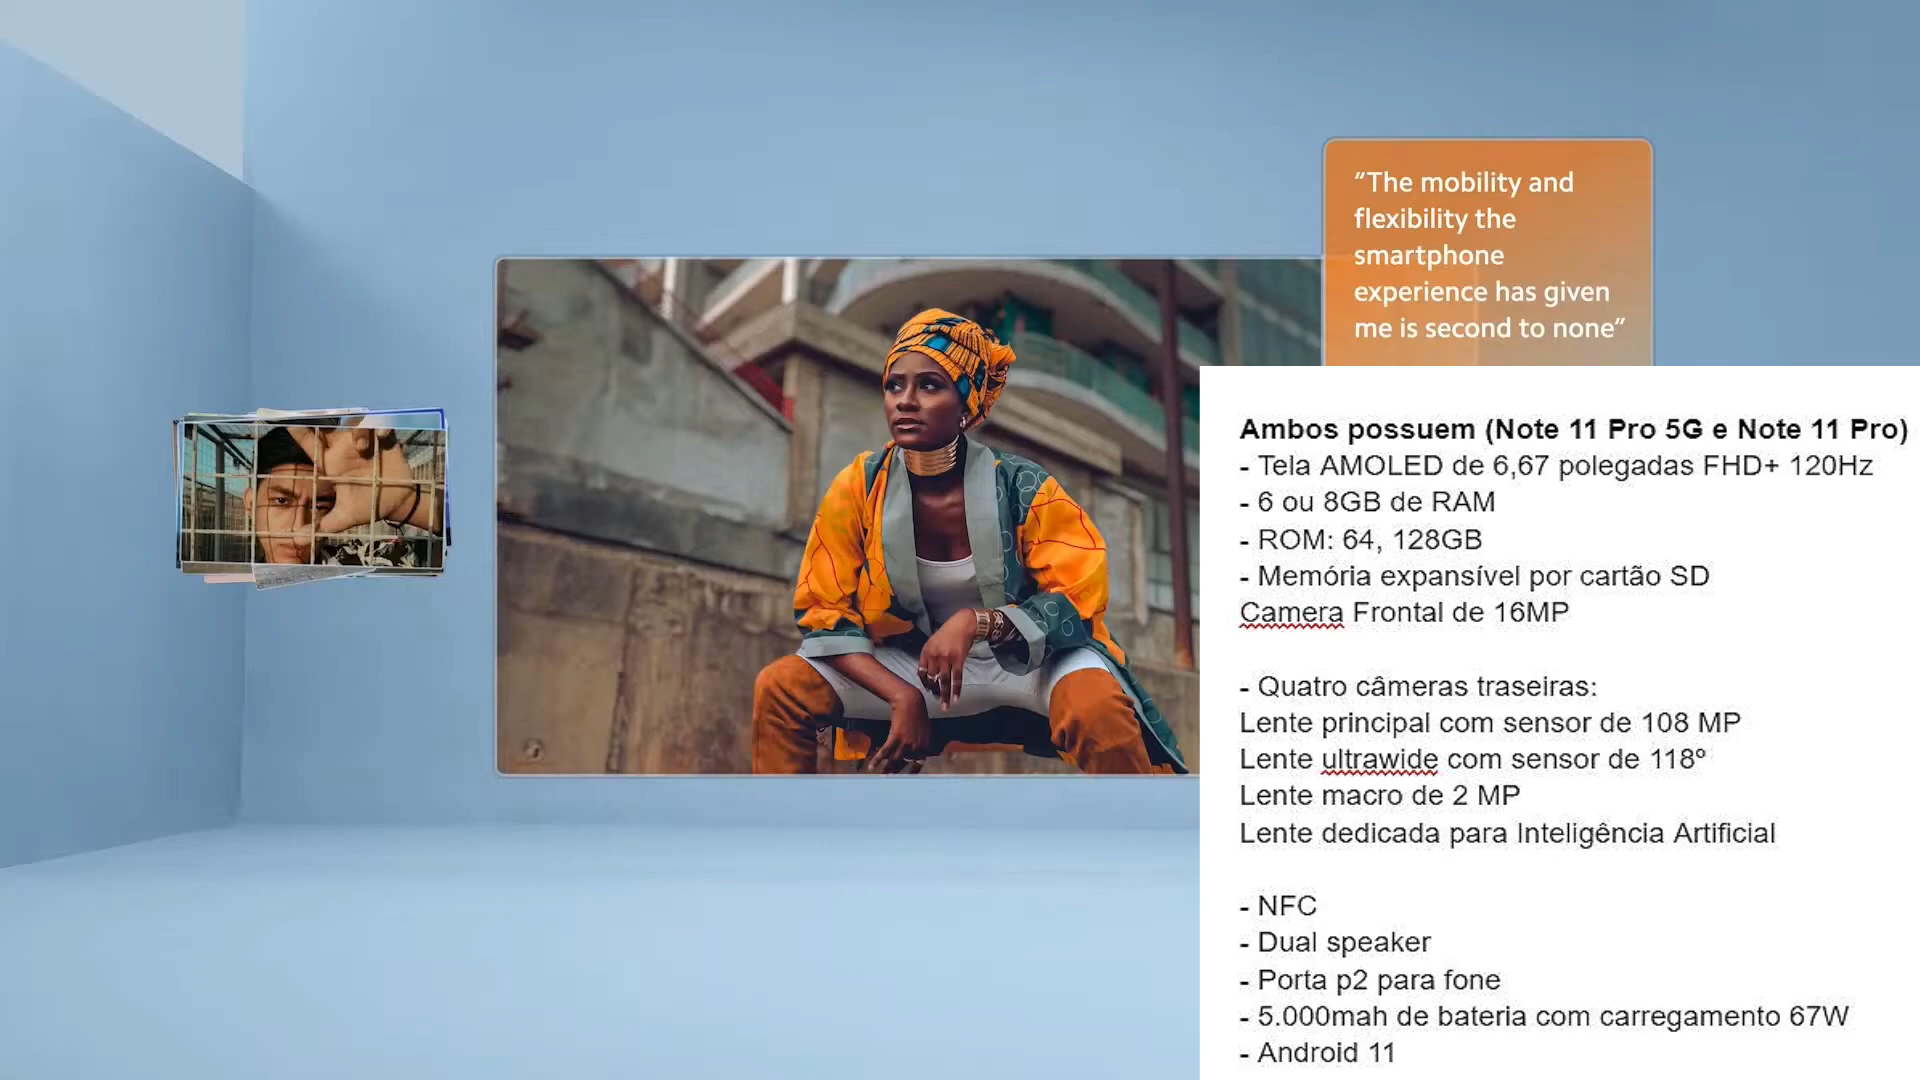 ”The mobility and
flexibility the
smartphone
experience has given
me is second to none”
Ambos possuem (Note 11 Pro 5G e Note 11 Pro)
- Tela AMOLED de 6,67 polegadas FHD+ 120Hz
- 6 ou 8GB de RAM
- ROM: 64, 128GB
- Memória expansível por cartão SD
Camera Frontal de 16MP
- Quatro câmeras traseiras:
Lente principal com sensor de 108 MP
Lente ultrawide com sensor de 118º
Lente macro de 2 MP
Lente dedicada para Inteligência Artificial
- NFC
- Dual speaker
- Porta p2 para fone
- 5.000mah de bateria com carregamento 67W
- Android 11